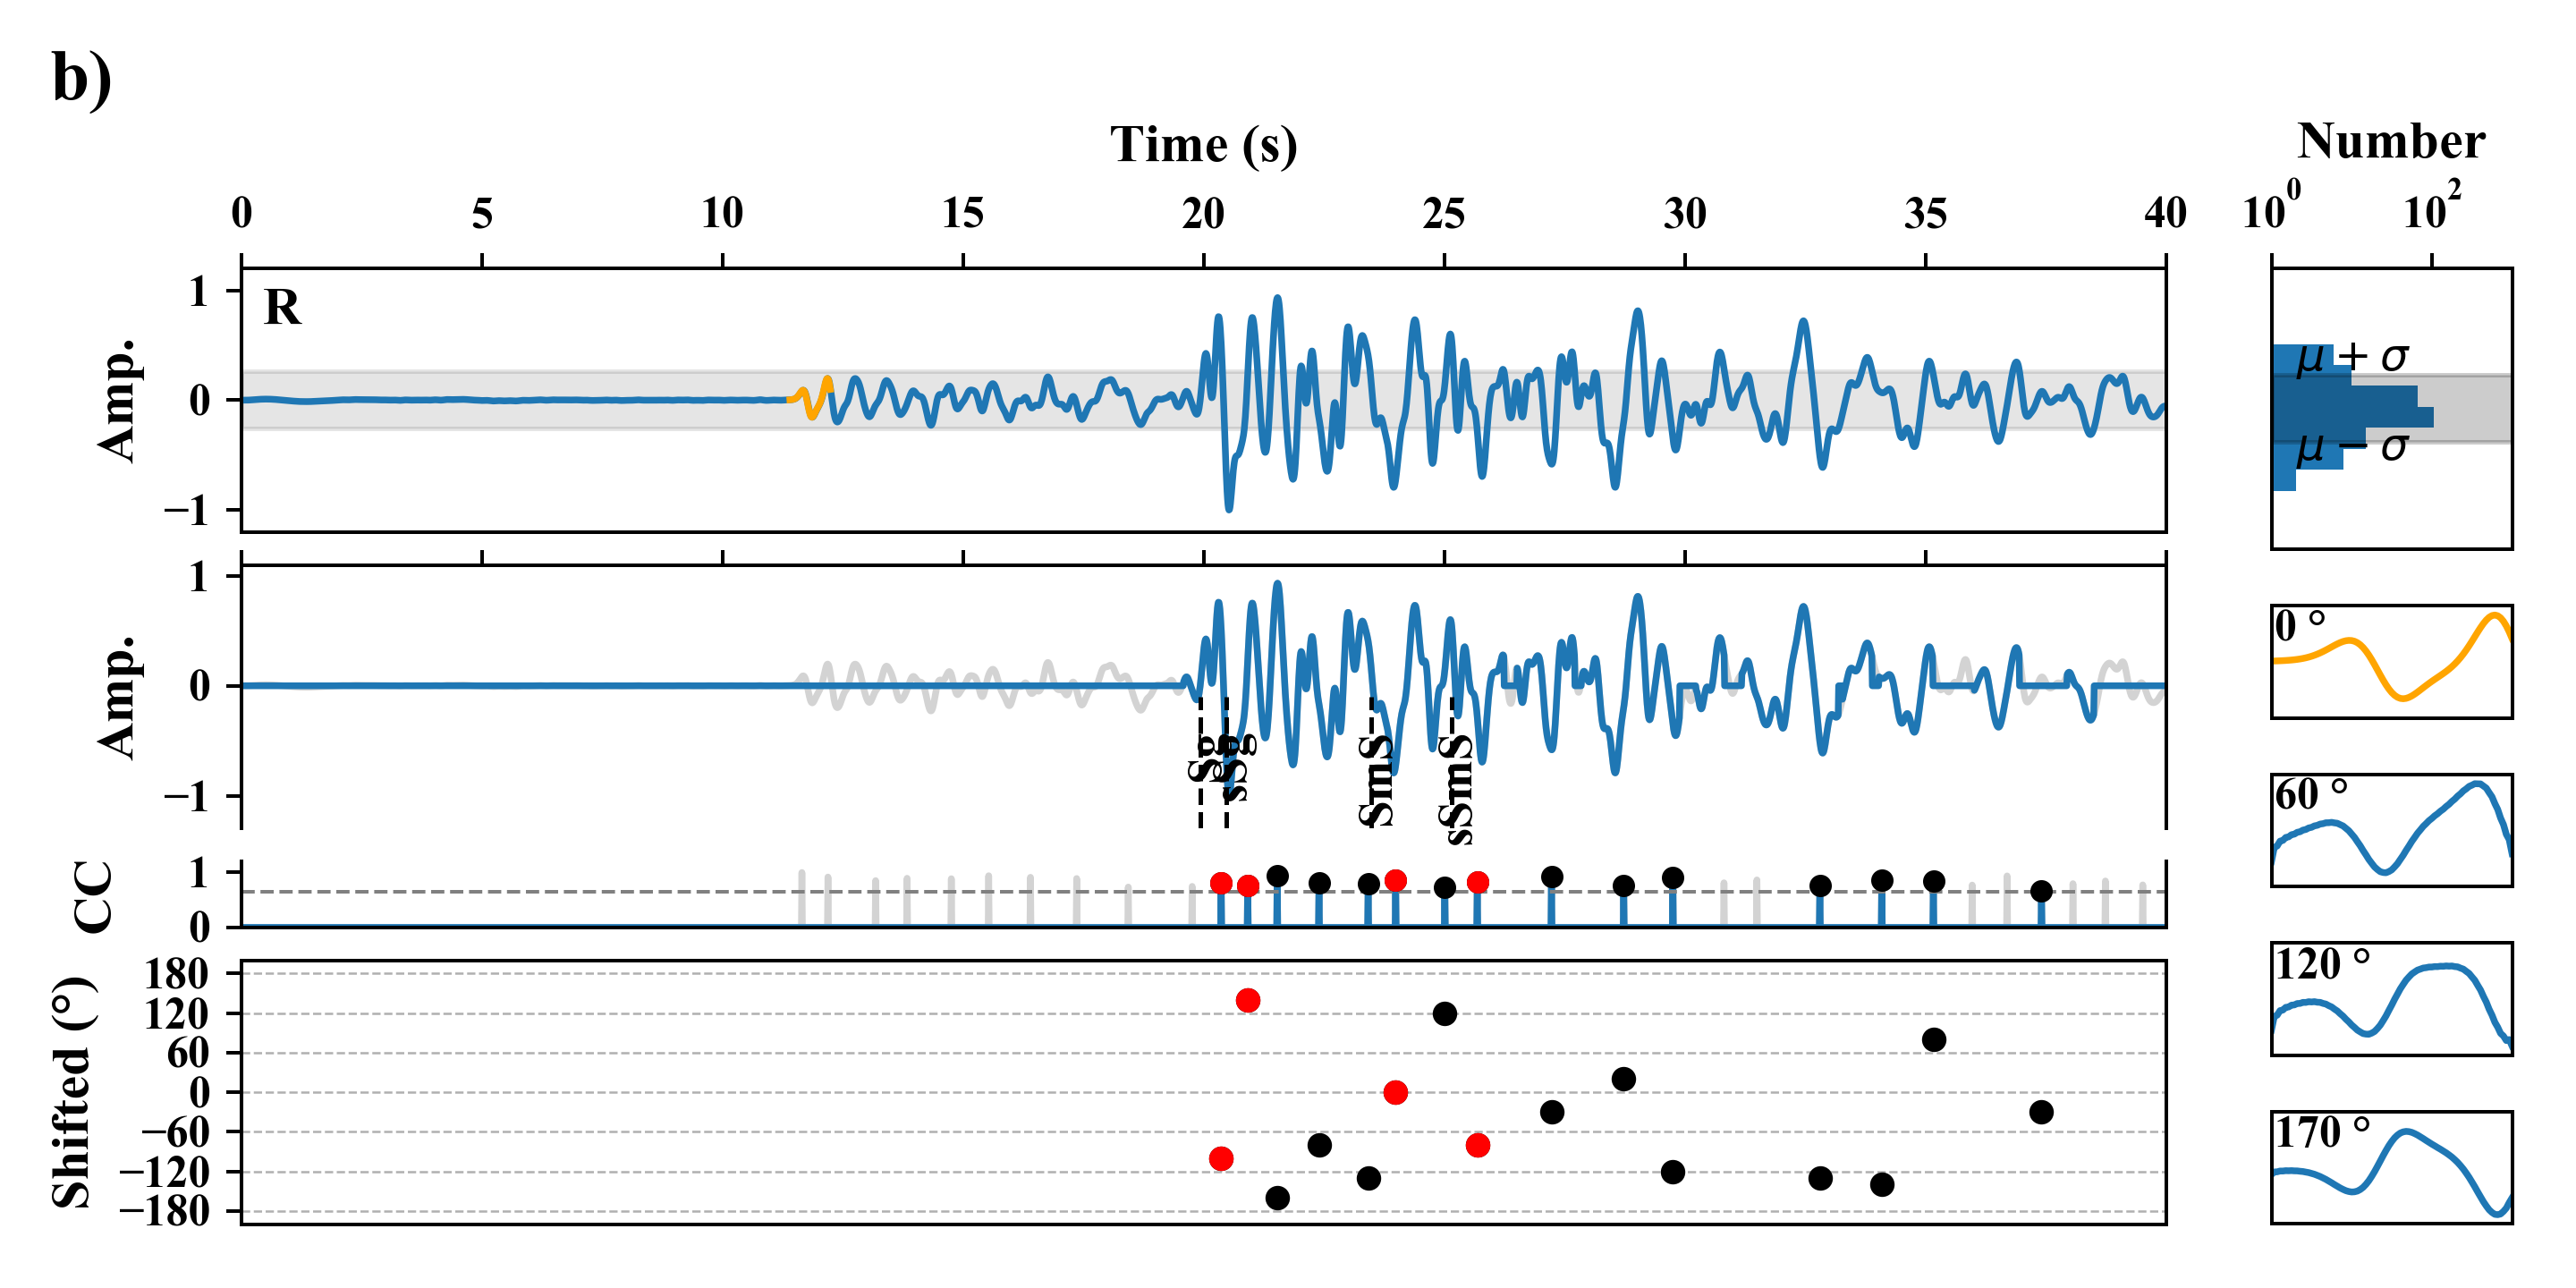 b)
Time (s)
Number
0 5 10 15 20 25 30 35 40
10^0 10^2
R
Amp.
1
0
−1
μ + σ
μ − σ
Amp.
1
0
−1
Sg
sSg
SmS
sSmS
0 °
60 °
CC
1
0
120 °
Shifted (°)
180
120
60
0
−60
−120
−180
170 °